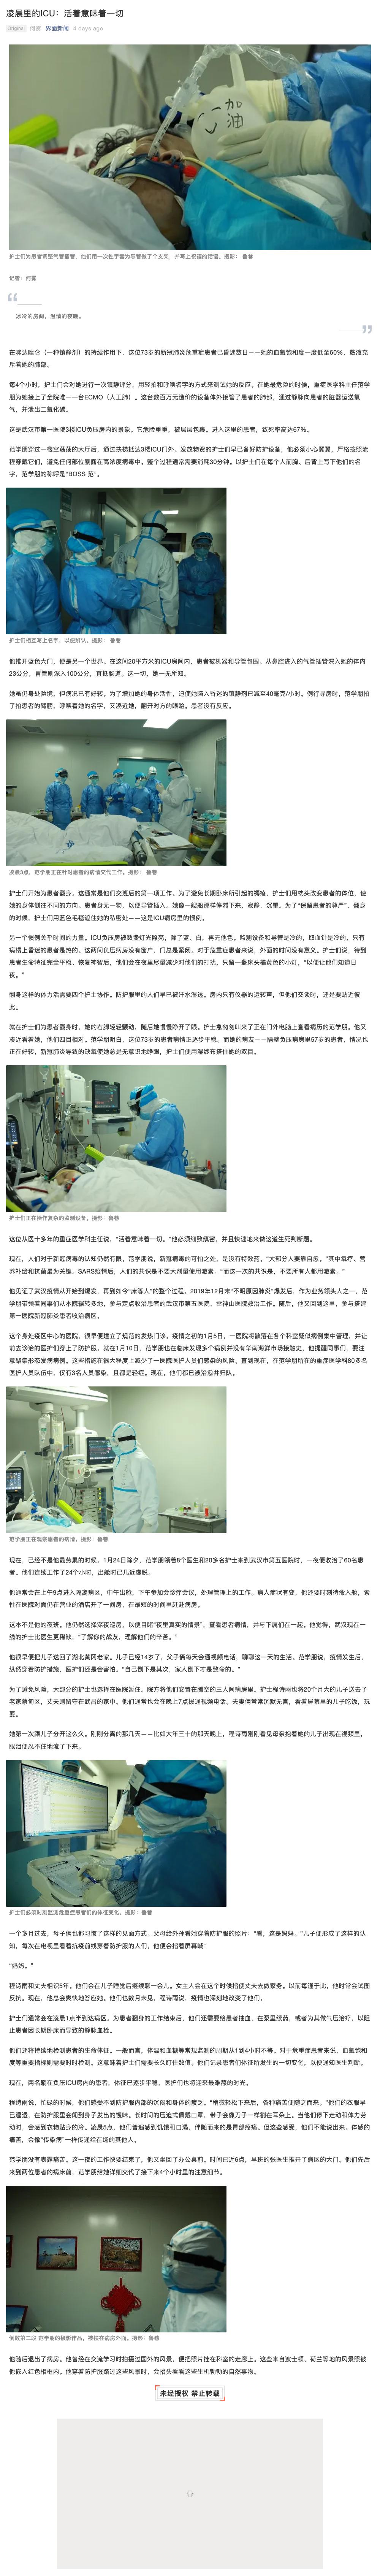 凌晨里的ICU：活着意味着一切
Original 何雾 界面新闻 4 days ago
加油
护士们为患者调整气管插管，他们用一次性手套为导管做了个支架，并写上祝福的话语。摄影： 鲁巷
记者：何雾
冰冷的房间，温情的夜晚。
在咪达唑仑（一种镇静剂）的持续作用下，这位73岁的新冠肺炎危重症患者已昏迷数日——她的血氧饱和度一度低至60%，黏液充
斥着她的肺部。
每4个小时，护士们会对她进行一次镇静评分，用轻拍和呼唤名字的方式来测试她的反应。在她最危险的时候，重症医学科主任范学
朋为她接上了全院唯一一台ECMO（人工肺）。这台数百万元造价的设备体外接管了患者的肺部，通过静脉向患者的脏器运送氧
气，并泄出二氧化碳。
这是武汉市第一医院3楼ICU负压房内的景象。它危险重重，被层层包裹。进入这里的患者，致死率高达67%。
范学朋穿过一楼空荡荡的大厅后，通过扶梯抵达3楼ICU门外。发放物资的护士们早已备好防护设备，他必须小心翼翼，严格按照流
程穿戴它们，避免任何部位暴露在高浓度病毒中。整个过程通常需要消耗30分钟。以护士们在每个人前胸、后背上写下他们的名
字，范学朋的称呼是“BOSS 范”。
护士们相互写上名字，以便辨认。摄影： 鲁巷
他推开蓝色大门，便是另一个世界。在这间20平方米的ICU房间内，患者被机器和导管包围。从鼻腔进入的气管插管深入她的体内
23公分，胃管则深入100公分，直抵肠道。这一切，她一无所知。
她虽仍身处险境，但病况已有好转。为了增加她的身体活性，迫使她陷入昏迷的镇静剂已减至40毫克/小时。例行寻房时，范学朋拍
了拍患者的臂膀，呼唤着她的名字，又凑近她，翻开对方的眼睑。患者没有反应。
凌晨3点，范学朋正在针对患者的病情交代工作。摄影： 鲁巷
护士们开始为患者翻身。这通常是他们交班后的第一项工作。为了避免长期卧床所引起的褥疮，护士们用枕头改变患者的体位，使
她的身体侧往不同的方向。患者身无一物，以便导管插入。她像一艘船那样停滞下来，寂静，沉重。为了“保留患者的尊严”，翻身
的时候，护士们用蓝色毛毯遮住她的私密处——这是ICU病房里的惯例。
另一个惯例关乎时间的力量。ICU负压房被数盏灯光照亮，除了蓝、白，再无他色。监测设备和导管是冷的，取血针是冷的，只有
病榻上昏迷的患者是热的。这两间负压病房没有窗户，门总是紧闭。对于危重症患者来说，外面的时间没有意义。护士们说，待到
患者生命特征完全平稳、恢复神智后，他们会在夜里尽量减少对他们的打扰，只留一盏床头橘黄色的小灯，“以便让他们知道日
夜。”
翻身这样的体力活需要四个护士协作。防护服里的人们早已被汗水湿透。房内只有仪器的运转声，但他们交谈时，还是要贴近彼
此。
就在护士们为患者翻身时，她的右脚轻轻颤动，随后她慢慢睁开了眼。护士急匆匆叫来了正在门外电脑上查看病历的范学朋。他又
凑近看看她，他们四目相对。范学朋明白，这位73岁的患者病情正逐步平稳。而她的病友——隔壁负压病房里57岁的患者，情况也
正在好转，新冠肺炎导致的缺氧使她总是无意识地睁眼，护士们便用湿纱布搭住她的双目。
护士们正在操作复杂的监测设备。摄影：鲁巷
这位从医十多年的重症医学科主任说，“活着意味着一切。”他必须细致缜密，并且快速地来做这道生死判断题。
现在，人们对于新冠病毒的认知仍然有限。范学朋说，新冠病毒的可怕之处，是没有特效药。“大部分人要靠自愈。”其中氧疗、营
养补给和抗菌最为关键。SARS疫情后，人们的共识是不要大剂量使用激素。“而这一次的共识是，不要所有人都用激素。”
他见证了武汉疫情从开始到爆发，再到如今“床等人”的整个过程。2019年12月末“不明原因肺炎”爆发后，作为业务领头人之一，范
学朋带领着同事们从本院辗转多地，参与定点收治患者的武汉市第五医院、雷神山医院救治工作。随后，他又回到这里，参与搭建
第一医院新冠肺炎患者收治病区。
这个身处疫区中心的医院，很早便建立了规范的发热门诊。疫情之初的1月5日，一医院将散落在各个科室疑似病例集中管理，并让
前去诊治的医护们穿上了防护服。就在1月10日，范学朋也在临床发现多个病例并没有华南海鲜市场接触史，他提醒同事们，要注
意聚集形态发病病例。这些措施在很大程度上减少了一医院医护人员们感染的风险。直到现在，在范学朋所在的重症医学科80多名
医护人员队伍中，仅有3名人员感染，且都是轻症。现在，他们都已被治愈并归队。
范学朋正在观察患者的病情。摄影：鲁巷
现在，已经不是他最劳累的时候。1月24日除夕，范学朋领着8个医生和20多名护士来到武汉市第五医院时，一夜便收治了60名患
者，他们连续工作了24个小时，出舱时已几近虚脱。
他通常会在上午9点进入隔离病区，中午出舱，下午参加会诊疗会议，处理管理上的工作。病人症状有变，他还要时刻待命入舱，索
性在医院对面仍在营业的酒店开了一间房，在最短的时间里赶赴病房。
这本不是他的夜班。他仍然选择深夜巡房，以便目睹“夜里真实的情景”，查看患者病情，并与下属们在一起。他觉得，武汉现在一
线的护士比医生更稀缺，“了解你的战友，理解他们的辛苦。”
他很早便把儿子送回了湖北黄冈老家。儿子已经14岁了，父子俩每天会通视频电话，聊聊这一天的生活。范学朋说，疫情发生后，
纵然穿着防护措施，医护们还是会害怕。“自己倒下是其次，家人倒下才是致命的。”
为了避免风险，大部分的护士也选择在医院暂住。院方将他们安置在腾空的三人间病房里。护士程诗雨也将20个月大的儿子送去了
老家蔡甸区，丈夫则留守在武昌的家中。他们通常也会在晚上7点拨通视频电话。夫妻俩常常沉默无言，看着屏幕里的儿子吃饭，玩
耍。
她第一次跟儿子分开这么久。刚刚分离的那几天——比如大年三十的那天晚上，程诗雨刚刚看见母亲抱着她的儿子出现在视频里，
眼泪便忍不住地流了下来。
护士们必须时刻监测危重症患者们的体征变化。摄影：鲁巷
一个多月过去，母子俩也都习惯了这样的见面方式。父母给外孙看她穿着防护服的照片：“看，这是妈妈。”儿子便形成了这样的认
知，每次在电视里看着抗疫前线穿着防护服的人们，他便会指着屏幕喊：
“妈妈。”
程诗雨和丈夫相识5年。他们会在儿子睡觉后继续聊一会儿。女主人会在这个时候指使丈夫去做家务。以前每逢于此，他时常会试图
反抗。现在，他总会爽快地答应她。他们也数月未见，程诗雨说，疫情也深刻地改变了他们。
护士们通常会在凌晨1点半到达病区。为患者翻身的工作结束后，他们还需要给患者抽血、在泵里续药，或者为其做气压治疗，以阻
止患者因长期卧床而导致的静脉血栓。
他们还将持续地检测患者的生命体征。一般而言，体温和血糖等常规监测的周期从1到4小时不等。对于危重症患者来说，血氧饱和
度等重要指标则需要时时检测。这意味着护士们需要长久盯住数值。他们记录患者们体征所发生的一切变化，以便通知医生判断。
现在，两名躺在负压ICU房内的患者，体征已逐步平稳，医护们也将迎来最难熬的时光。
程诗雨说，忙碌的时候，他们感受不到防护服内部的沉闷和身体的疲乏。“稍微轻松下来后，各种痛苦便随之而来。”他们的衣服早
已湿透，在防护服里会闻到身子发出的馊味。长时间的压迫式佩戴口罩，带子会像刀子一样割在耳朵上。当他们停下走动和体力劳
动时，会感到衣物贴身的冷。凌晨5点，他们普遍感到饥饿和口渴，伴随而来的是胃部疼痛。但这些感受，他们不能说出来。体感的
痛苦，会像“传染病”一样传递给在场的其他人。
范学朋没有表露痛苦。这一夜的工作快要结束了，他又坐回了办公桌前。时间已近6点，早班的张医生推开了病区的大门。他们先后
来到两位患者的病床前，范学朋给她详细交代了接下来4个小时里的注意细节。
倒数第二段 范学朋的摄影作品，被摆在病房外面。摄影：鲁巷
他随后退出了病房。他曾经在交流学习时拍摄过国外的风景，便把照片挂在科室的走廊上。这些来自波士顿、荷兰等地的风景照被
他嵌入红色相框内。他穿着防护服路过这些风景时，会抬头看看这些生机勃勃的自然事物。
未经授权 禁止转载